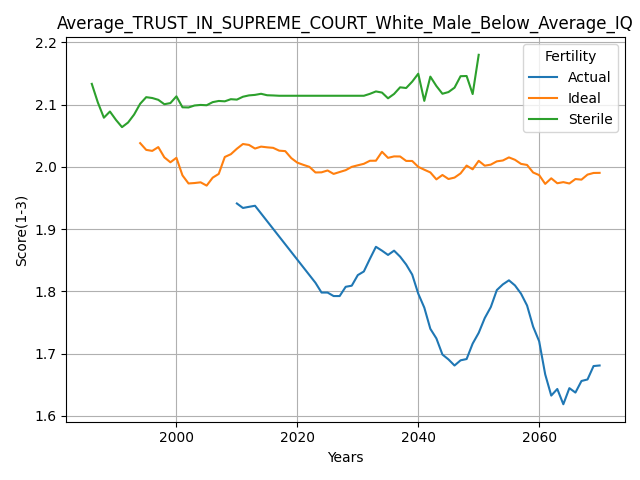 Average_TRUST_IN_SUPREME_COURT_White_Male_Below_Average_IQ
Fertility
Actual
Ideal
Sterile
2.2
2.1
2.0
1.9
1.8
1.7
1.6
Score(1-3)
2000
2020
2040
2060
Years